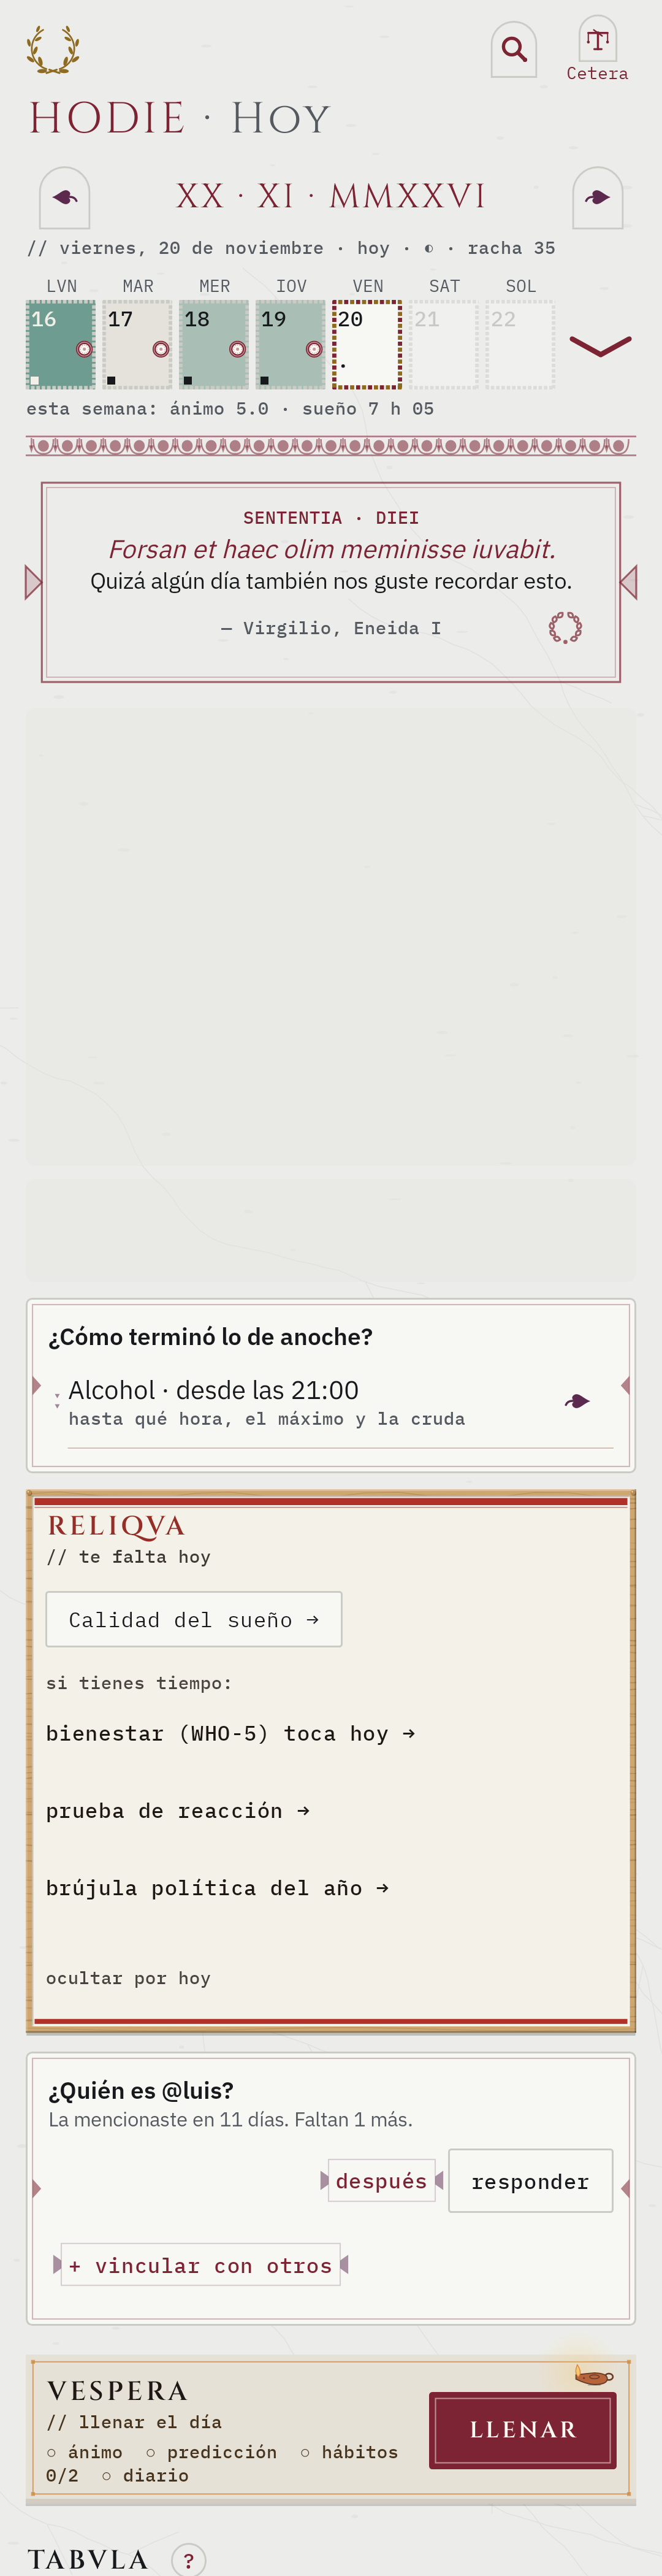 Cetera
HODIE · HOY
XX · XI · MMXXVI
// viernes, 20 de noviembre · hoy · ◐ · racha 35
LVN MAR MER IOV VEN SAT SOL
16 17 18 19 20 21 22
esta semana: ánimo 5.0 · sueño 7 h 05
SENTENTIA · DIEI
Forsan et haec olim meminisse iuvabit.
Quizá algún día también nos guste recordar esto.
— Virgilio, Eneida I
¿Cómo terminó lo de anoche?
Alcohol · desde las 21:00
hasta qué hora, el máximo y la cruda
RELIQVA
// te falta hoy
Calidad del sueño →
si tienes tiempo:
bienestar (WHO-5) toca hoy →
prueba de reacción →
brújula política del año →
ocultar por hoy
¿Quién es @luis?
La mencionaste en 11 días. Faltan 1 más.
después responder
+ vincular con otros
VESPERA
// llenar el día
○ ánimo ○ predicción ○ hábitos
0/2 ○ diario
LLENAR
TABVLA ?